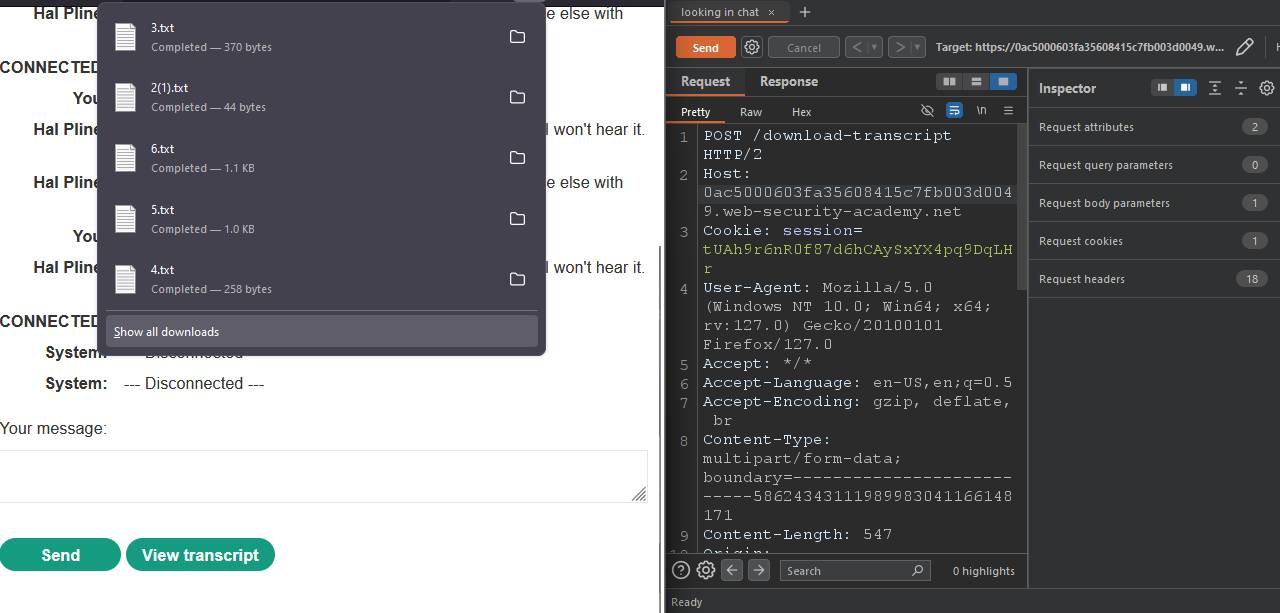 Hal Pline
e else with
CONNECTED
You
Hal Pline
I won't hear it.
Hal Pline
e else with
You
Hal Pline
I won't hear it.
CONNECTED
System: --- Disconnected ---
System: --- Disconnected ---
Your message:
Send
View transcript
3.txt
Completed — 370 bytes
2(1).txt
Completed — 44 bytes
6.txt
Completed — 1.1 KB
5.txt
Completed — 1.0 KB
4.txt
Completed — 258 bytes
Show all downloads
looking in chat × +
Send Cancel < > Target: https://0ac5000603fa35608415c7fb003d0049.w... H
Request Response
Pretty Raw Hex \n
1 POST /download-transcript
HTTP/2
2 Host:
0ac5000603fa35608415c7fb003d004
9.web-security-academy.net
3 Cookie: session=
tUAh9r6nR0f87d6hCAySxYX4pq9DqLH
r
4 User-Agent: Mozilla/5.0
(Windows NT 10.0; Win64; x64;
rv:127.0) Gecko/20100101
Firefox/127.0
5 Accept: */*
6 Accept-Language: en-US,en;q=0.5
7 Accept-Encoding: gzip, deflate,
br
8 Content-Type:
multipart/form-data;
boundary=-----------------------
-----58624343111989983041166148
171
9 Content-Length: 547
10 Origin:
Search
0 highlights
Inspector
Request attributes 2
Request query parameters 0
Request body parameters 1
Request cookies 1
Request headers 18
Ready